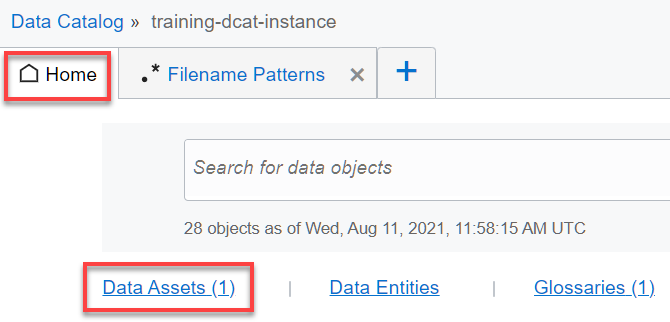 Data Catalog » training-dcat-instance
Home .* Filename Patterns × +
Search for data objects
28 objects as of Wed, Aug 11, 2021, 11:58:15 AM UTC
Data Assets (1) | Data Entities | Glossaries (1)